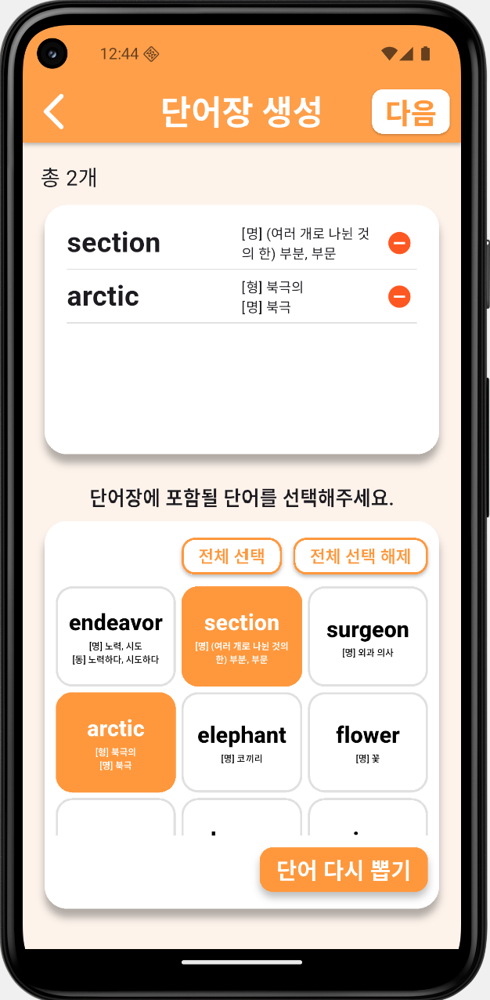 12:44
단어장 생성
다음
총 2개
section
[명] (여러 개로 나뉜 것
의 한) 부분, 부문
arctic
[형] 북극의
[명] 북극
단어장에 포함될 단어를 선택해주세요.
전체 선택
전체 선택 해제
endeavor
[명] 노력, 시도
[동] 노력하다, 시도하다
section
[명] (여러 개로 나뉜 것의
한) 부분, 부문
surgeon
[명] 외과 의사
arctic
[형] 북극의
[명] 북극
elephant
[명] 코끼리
flower
[명] 꽃
단어 다시 뽑기